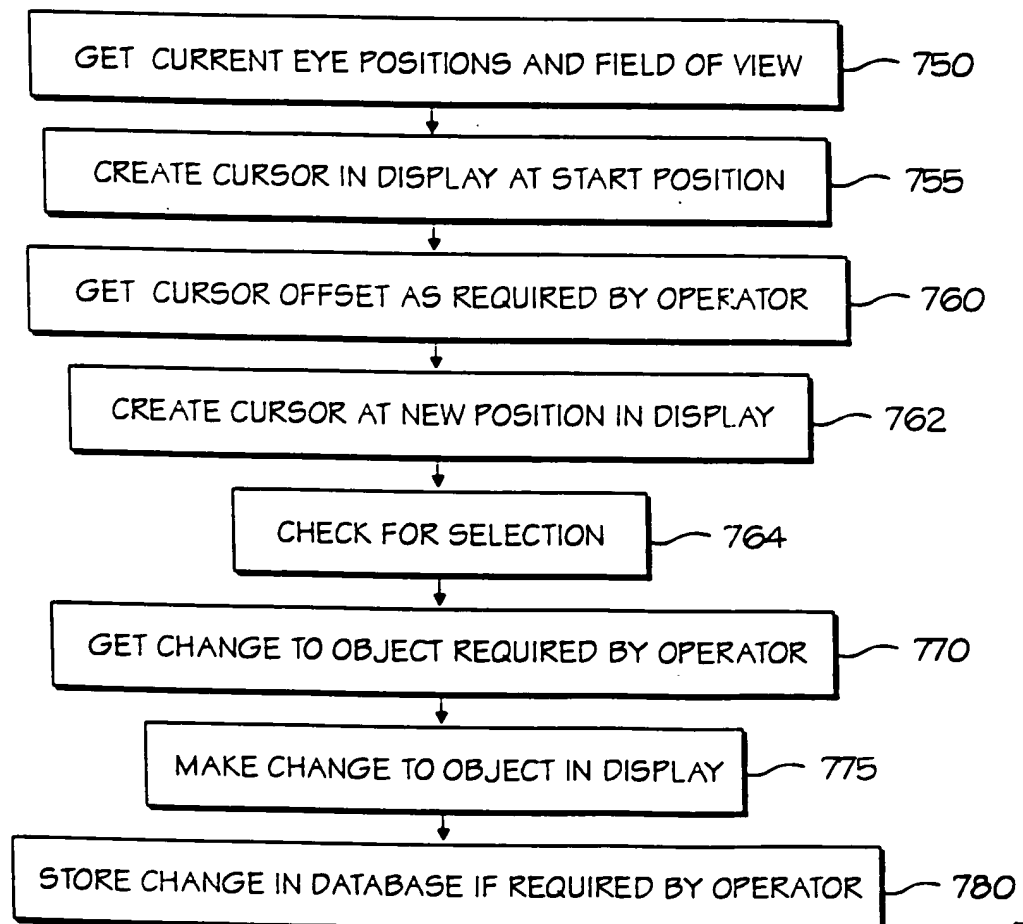 GET CURRENT EYE POSITIONS AND FIELD OF VIEW 750
CREATE CURSOR IN DISPLAY AT START POSITION 755
GET CURSOR OFFSET AS REQUIRED BY OPERATOR 760
CREATE CURSOR AT NEW POSITION IN DISPLAY 762
CHECK FOR SELECTION 764
GET CHANGE TO OBJECT REQUIRED BY OPERATOR 770
MAKE CHANGE TO OBJECT IN DISPLAY 775
STORE CHANGE IN DATABASE IF REQUIRED BY OPERATOR 780